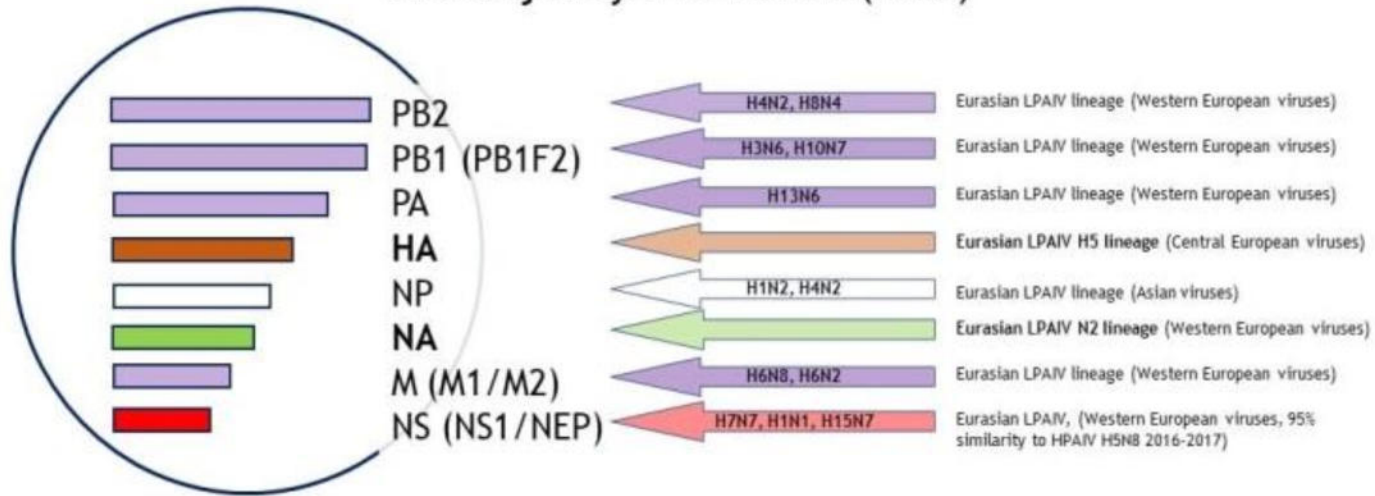 PB2
H4N2, H8N4
Eurasian LPAIV lineage (Western European viruses)
PB1 (PB1F2)
H3N6, H10N7
Eurasian LPAIV lineage (Western European viruses)
PA
H13N6
Eurasian LPAIV lineage (Western European viruses)
HA
Eurasian LPAIV H5 lineage (Central European viruses)
NP
H1N2, H4N2
Eurasian LPAIV lineage (Asian viruses)
NA
Eurasian LPAIV N2 lineage (Western European viruses)
M (M1/M2)
H6N8, H6N2
Eurasian LPAIV lineage (Western European viruses)
NS (NS1/NEP)
H7N7, H1N1, H15N7
Eurasian LPAIV, (Western European viruses, 95%
similarity to HPAIV H5N8 2016-2017)